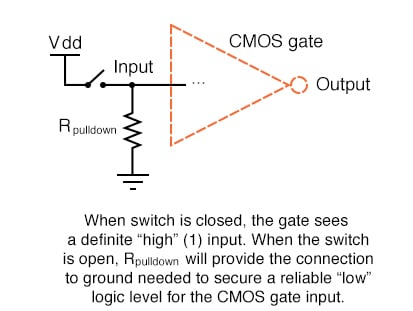 Vdd
CMOS gate
Input
...
Output
Rpulldown
When switch is closed, the gate sees
a definite “high” (1) input. When the switch
is open, Rpulldown will provide the connection
to ground needed to secure a reliable “low”
logic level for the CMOS gate input.